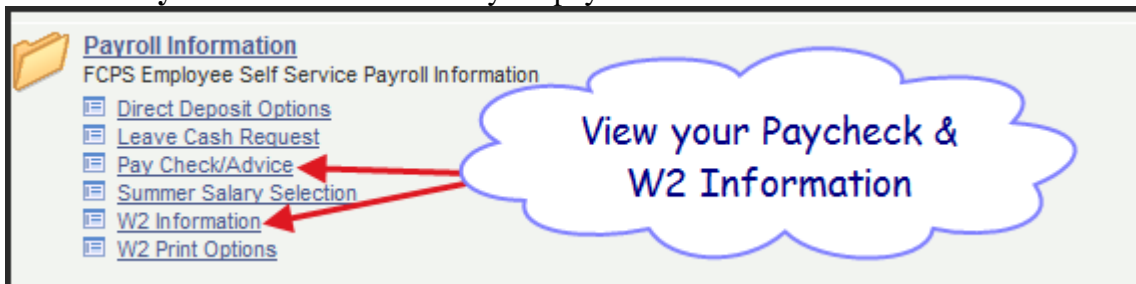 Payroll Information
FCPS Employee Self Service Payroll Information
Direct Deposit Options
Leave Cash Request
Pay Check/Advice
Summer Salary Selection
W2 Information
W2 Print Options
View your Paycheck &
W2 Information